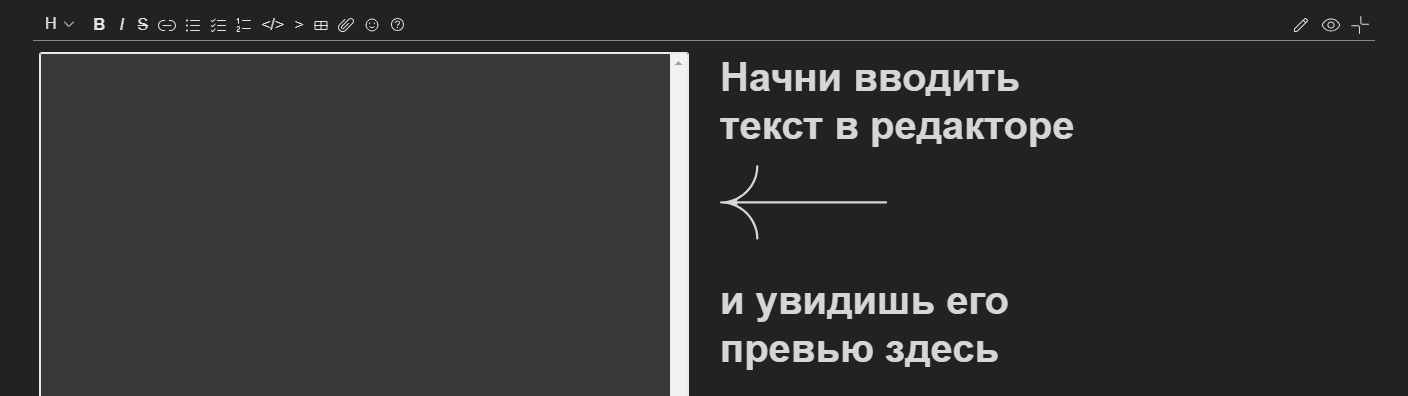 H B I S </> >
Начни вводить
текст в редакторе
и увидишь его
превью здесь